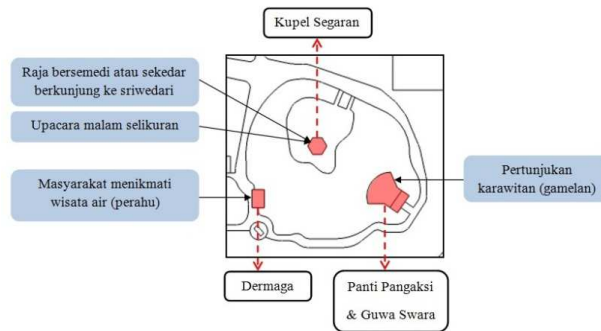 Kupel Segaran
Raja bersemedi atau sekedar
berkunjung ke sriwedari
Upacara malam selikuran
Masyarakat menikmati
wisata air (perahu)
Pertunjukan
karawitan (gamelan)
Dermaga
Panti Pangaksi
& Guwa Swara